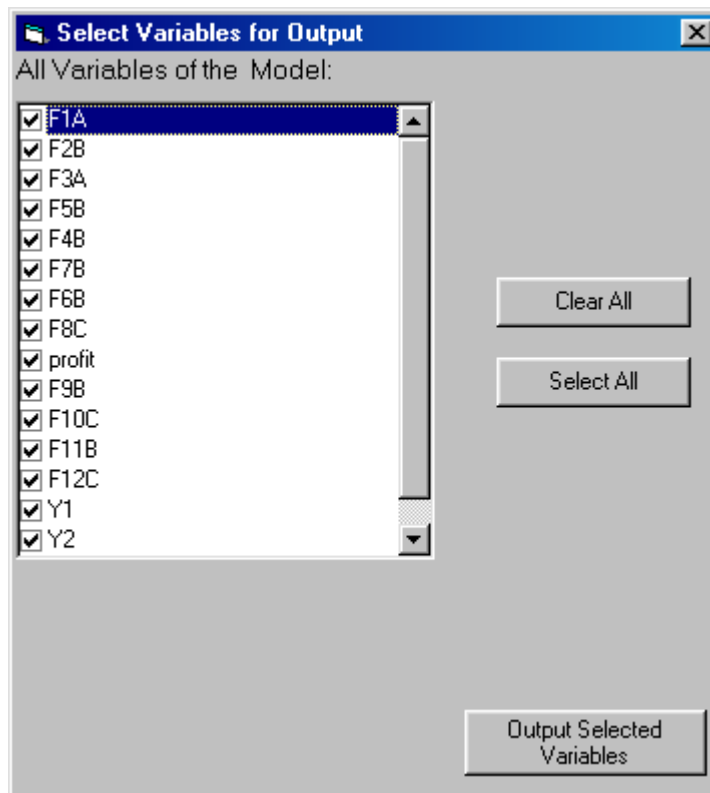 Select Variables for Output
All Variables of the Model:
F1A
F2B
F3A
F5B
F4B
F7B
F6B
F8C
profit
F9B
F10C
F11B
F12C
Y1
Y2
Clear All
Select All
Output Selected
Variables